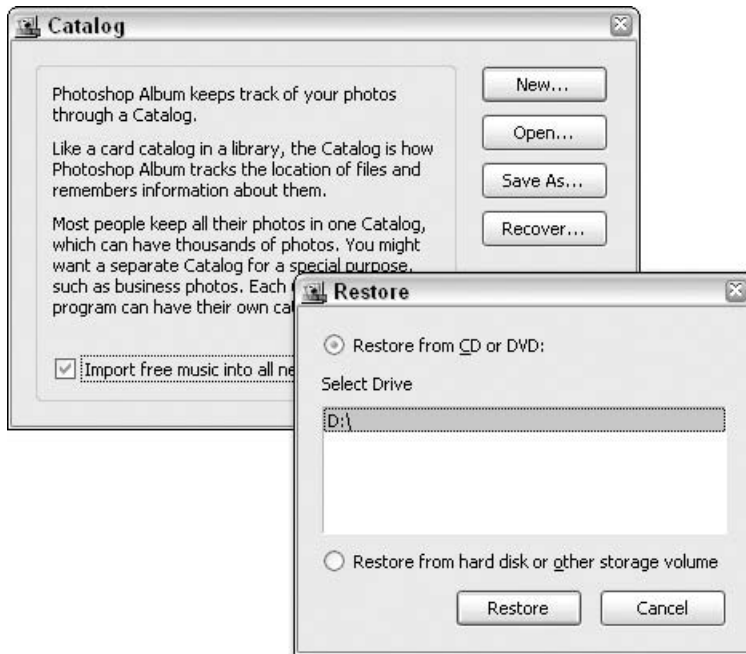 Catalog
Photoshop Album keeps track of your photos
through a Catalog.
Like a card catalog in a library, the Catalog is how
Photoshop Album tracks the location of files and
remembers information about them.
Most people keep all their photos in one Catalog,
which can have thousands of photos. You might
want a separate Catalog for a special purpose,
such as business photos. Each
program can have their own
Import free music into all
New...
Open...
Save As...
Recover...
Restore
Restore from CD or DVD:
Select Drive
D:\
Restore from hard disk or other storage volume
Restore
Cancel